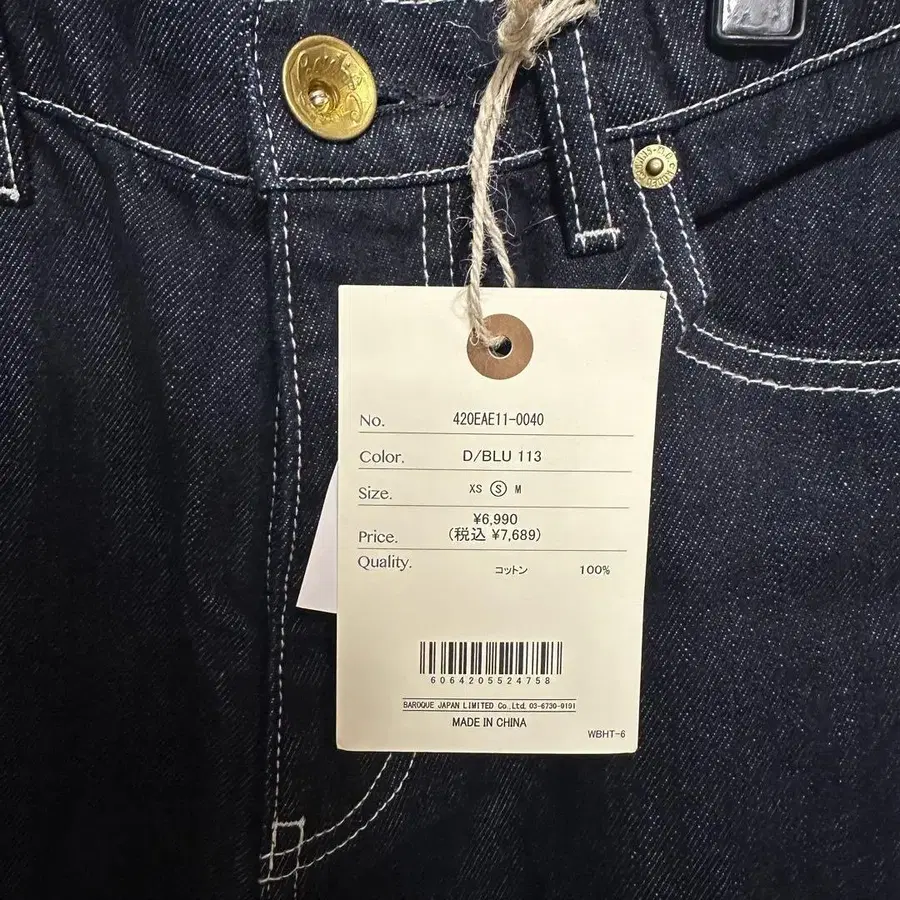 No. 420EAE11-0040
Color. D/BLU 113
Size. XS Ⓢ M
¥6,990
Price. (税込 ¥7,689)
Quality. コットン 100%
6064205524758
BAROQUE JAPAN LIMITED Co.,Ltd. 03-6730-9191
MADE IN CHINA
WBHT-6